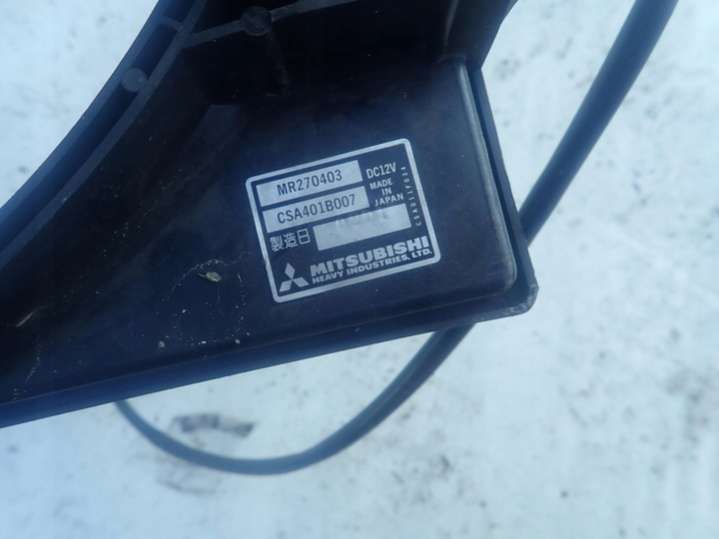 MR270403
DC12V
CSA401B007
MADE
IN
JAPAN
製造日
MITSUBISHI
HEAVY INDUSTRIES, LTD.